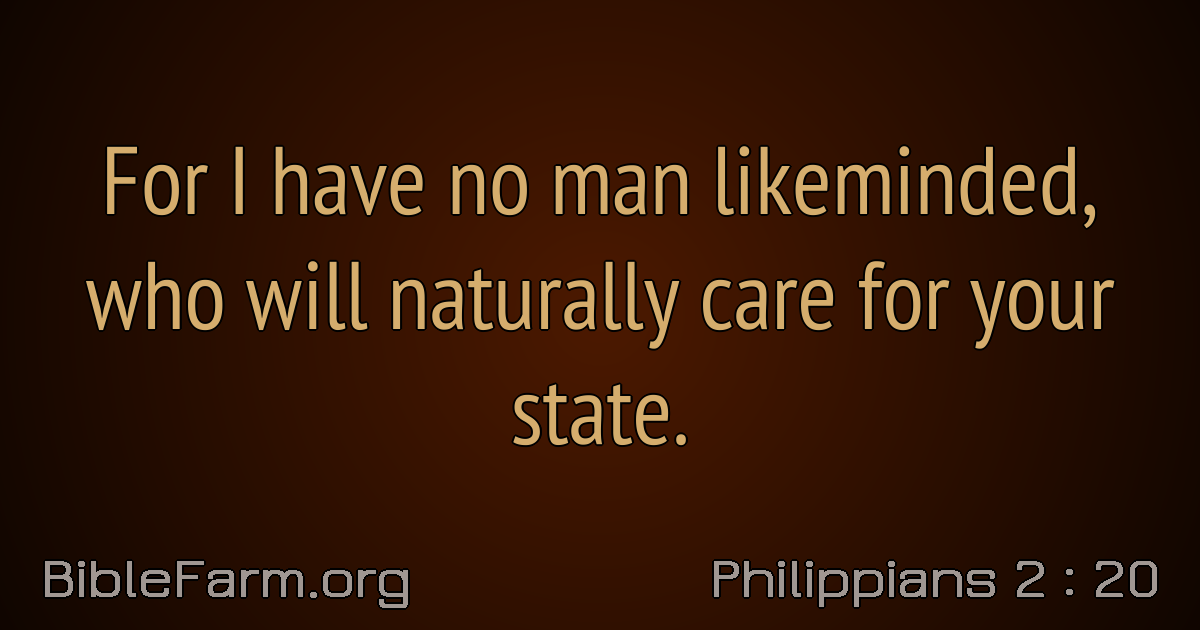 For I have no man likeminded,
who will naturally care for your
state.
BibleFarm.org
Philippians 2 : 20